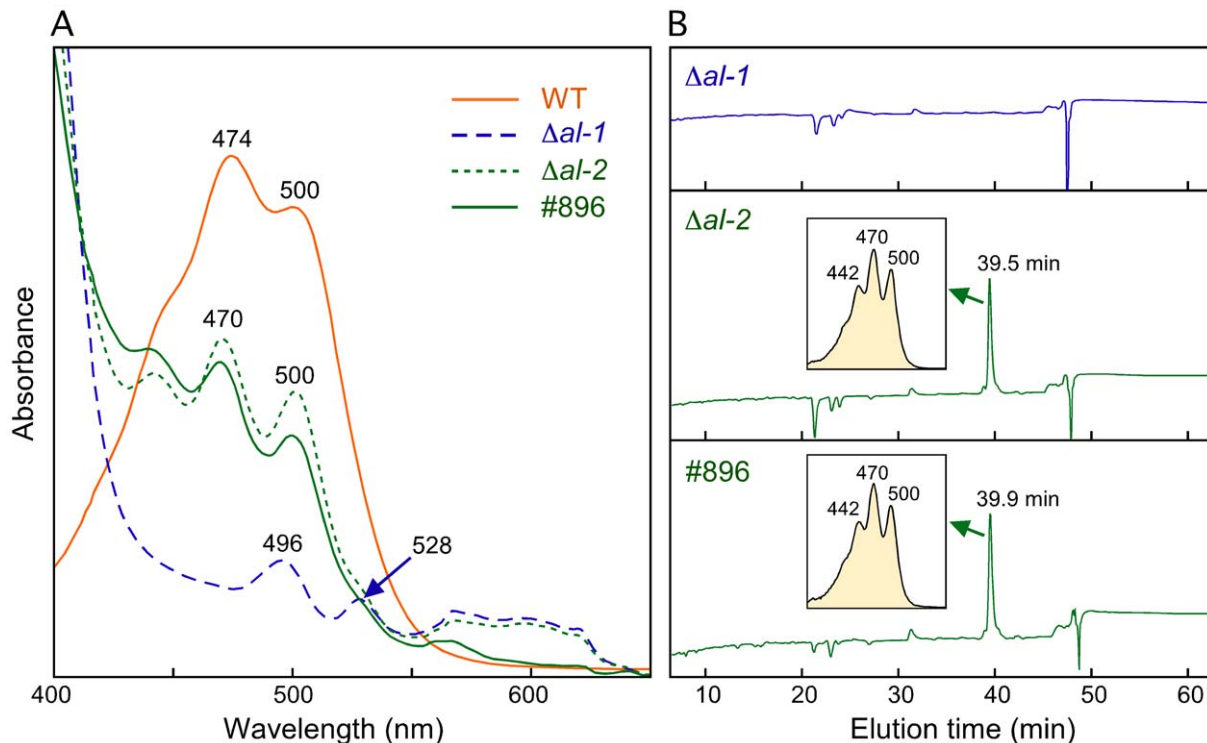 A
WT
Δal-1
Δal-2
#896
474
500
470
500
496
528
Absorbance
400
500
600
Wavelength (nm)
B
Δal-1
Δal-2
442
470
500
39.5 min
#896
442
470
500
39.9 min
10
20
30
40
50
60
Elution time (min)